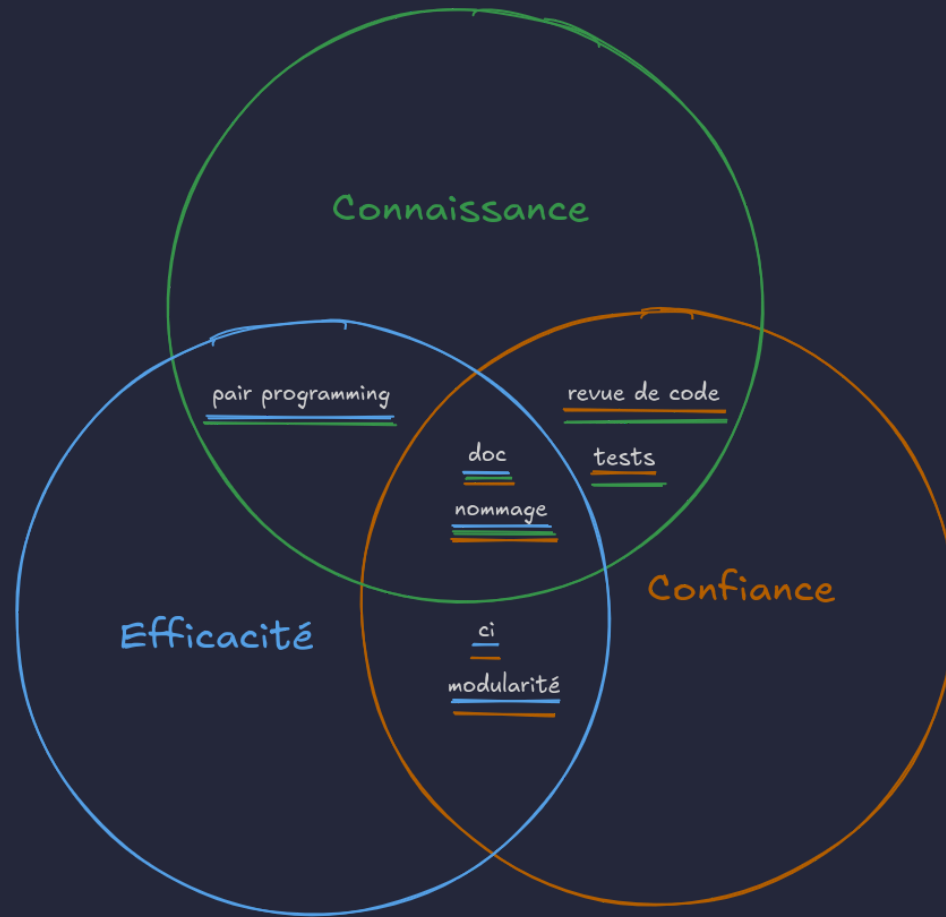 Connaissance
pair programming
revue de code
doc
tests
nommage
Confiance
Efficacité
ci
modularité